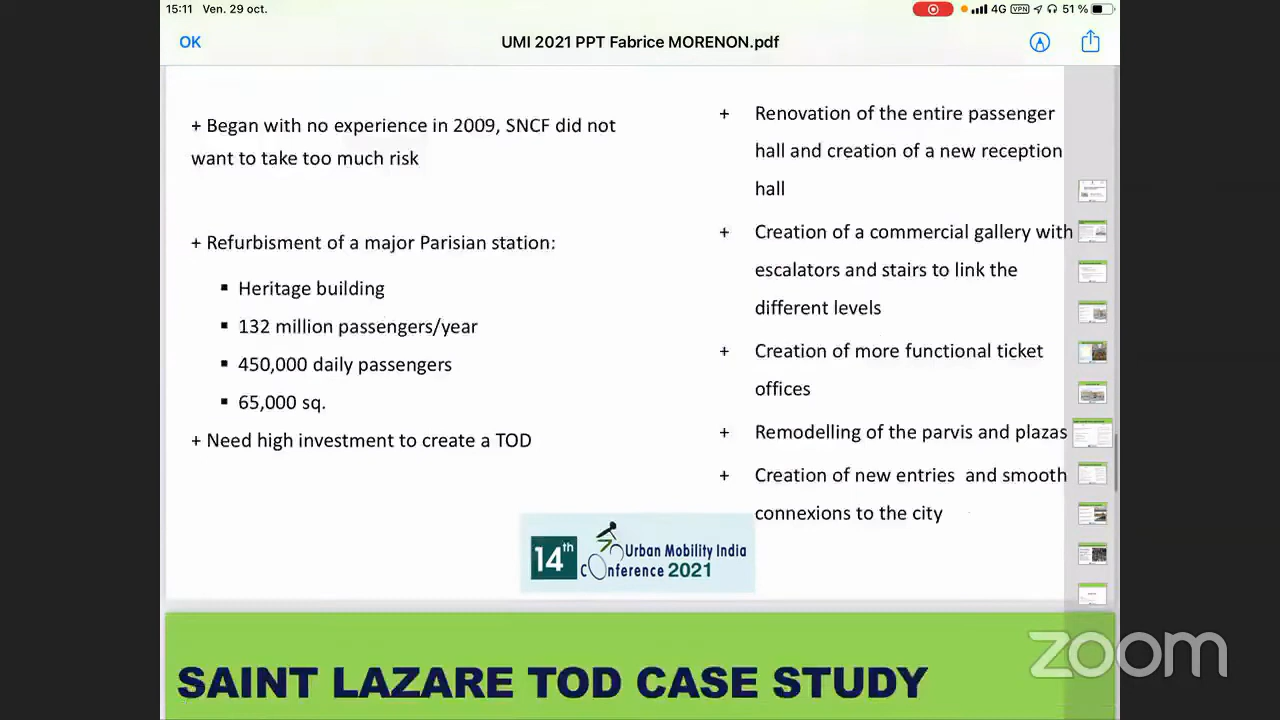 15:11 Ven. 29 oct.
4G VPN 51 %
OK
UMI 2021 PPT Fabrice MORENON.pdf
+ Began with no experience in 2009, SNCF did not
want to take too much risk
+ Refurbisment of a major Parisian station:
▪ Heritage building
▪ 132 million passengers/year
▪ 450,000 daily passengers
▪ 65,000 sq.
+ Need high investment to create a TOD
+ Renovation of the entire passenger
hall and creation of a new reception
hall
+ Creation of a commercial gallery with
escalators and stairs to link the
different levels
+ Creation of more functional ticket
offices
+ Remodelling of the parvis and plazas
+ Creation of new entries and smooth
connexions to the city
14th Urban Mobility India
Conference 2021
SAINT LAZARE TOD CASE STUDY
zoom